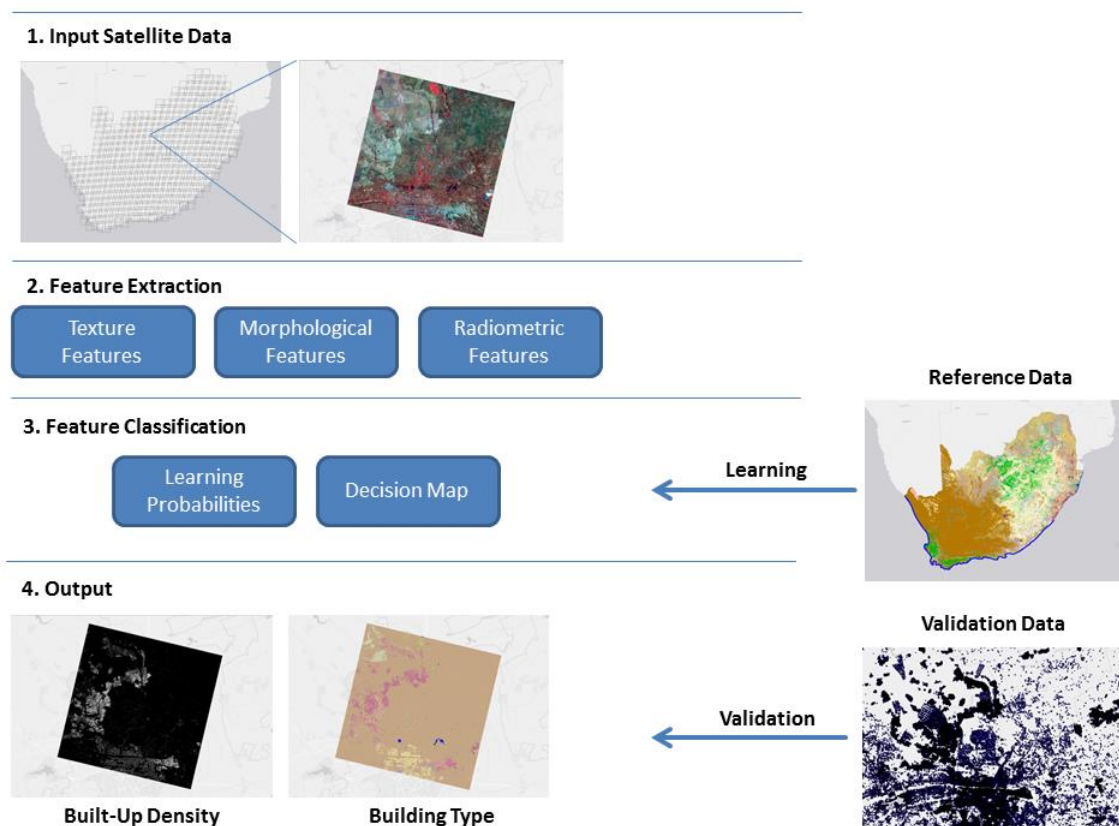 1. Input Satellite Data
2. Feature Extraction
Texture
Features
Morphological
Features
Radiometric
Features
Reference Data
3. Feature Classification
Learning
Probabilities
Decision Map
Learning
4. Output
Validation Data
Validation
Built-Up Density
Building Type